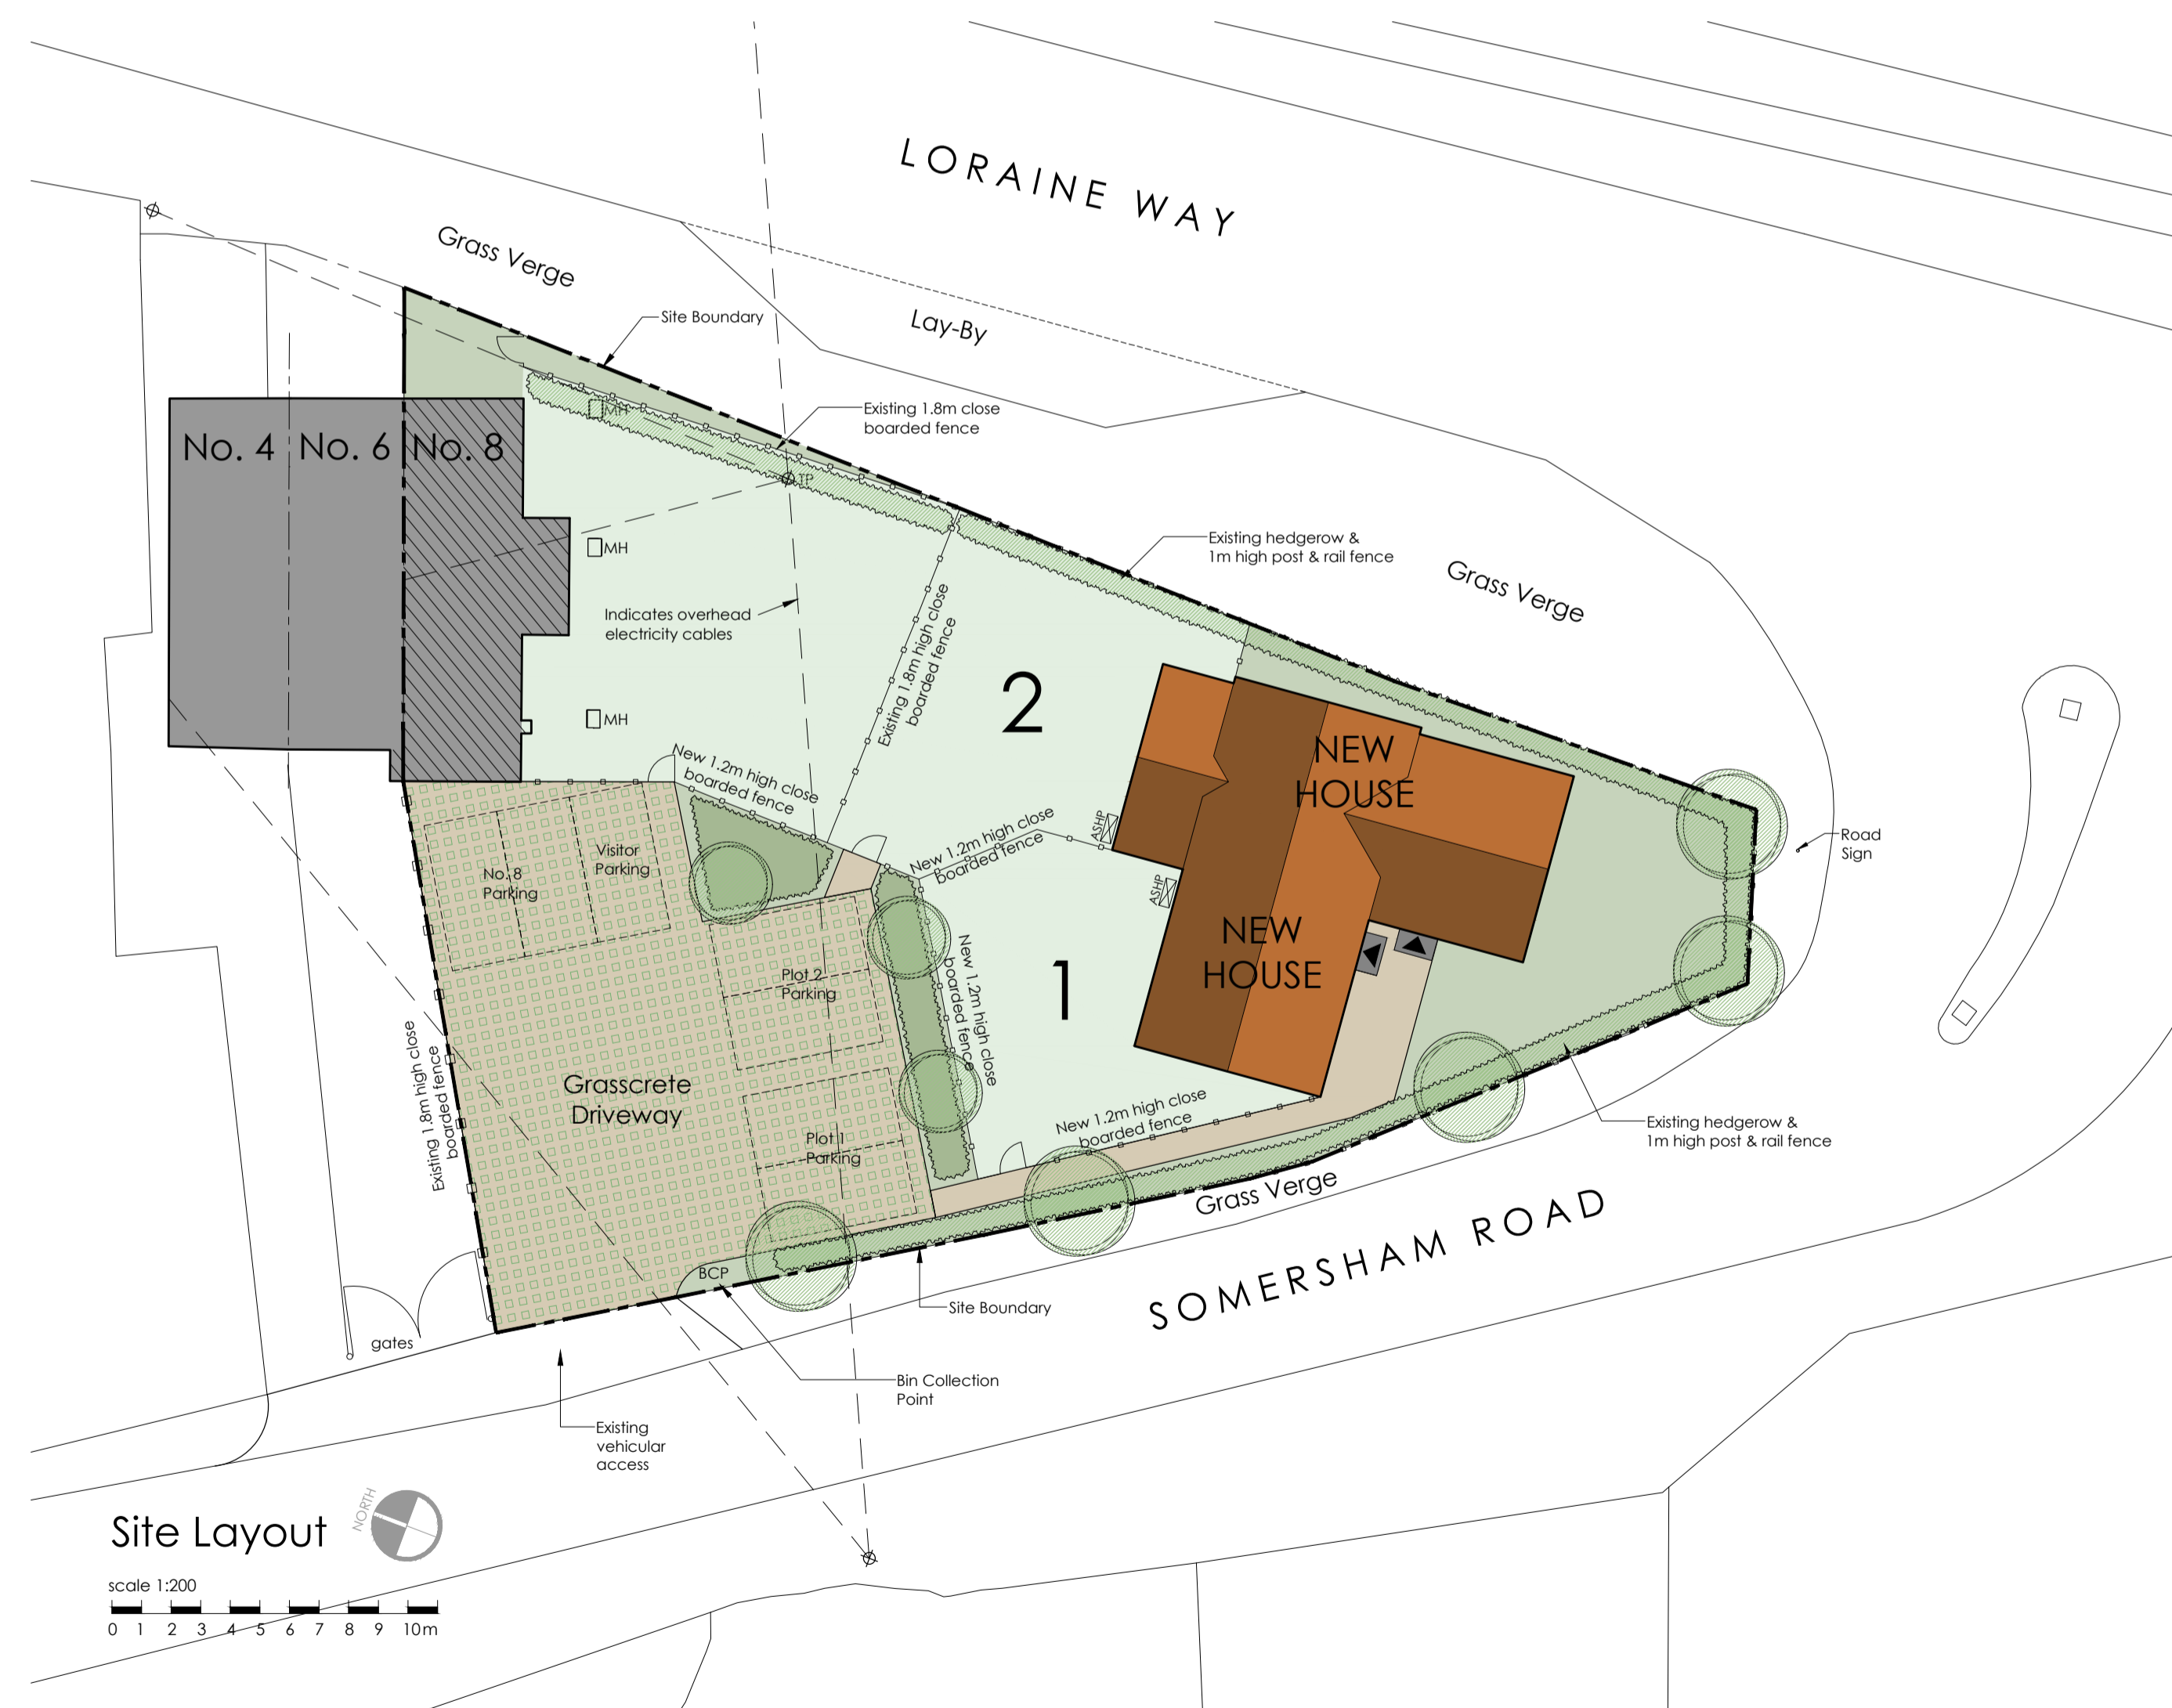 LORAINE WAY
Grass Verge
Site Boundary
Lay-By
Existing 1.8m close
boarded fence
MH
No. 4
No. 6
No. 8
TP
Existing hedgerow &
1m high post & rail fence
MH
Grass Verge
Indicates overhead
electricity cables
Existing 1.8m high close
boarded fence
2
MH
New 1.2m high close
boarded fence
NEW
HOUSE
New 1.2m high close
boarded fence
ASHP
ASHP
Road
Sign
Visitor
Parking
No. 8
Parking
NEW
HOUSE
1
New 1.2m high close
boarded fence
Plot 2
Parking
Existing 1.8m high close
boarded fence
Grasscrete
Driveway
New 1.2m high close
boarded fence
Plot 1
Parking
Existing hedgerow &
1m high post & rail fence
Grass Verge
SOMERSHAM ROAD
BCP
Site Boundary
gates
Bin Collection
Point
Existing
vehicular
access
Site Layout
NORTH
scale 1:200
0 1 2 3 4 5 6 7 8 9 10m